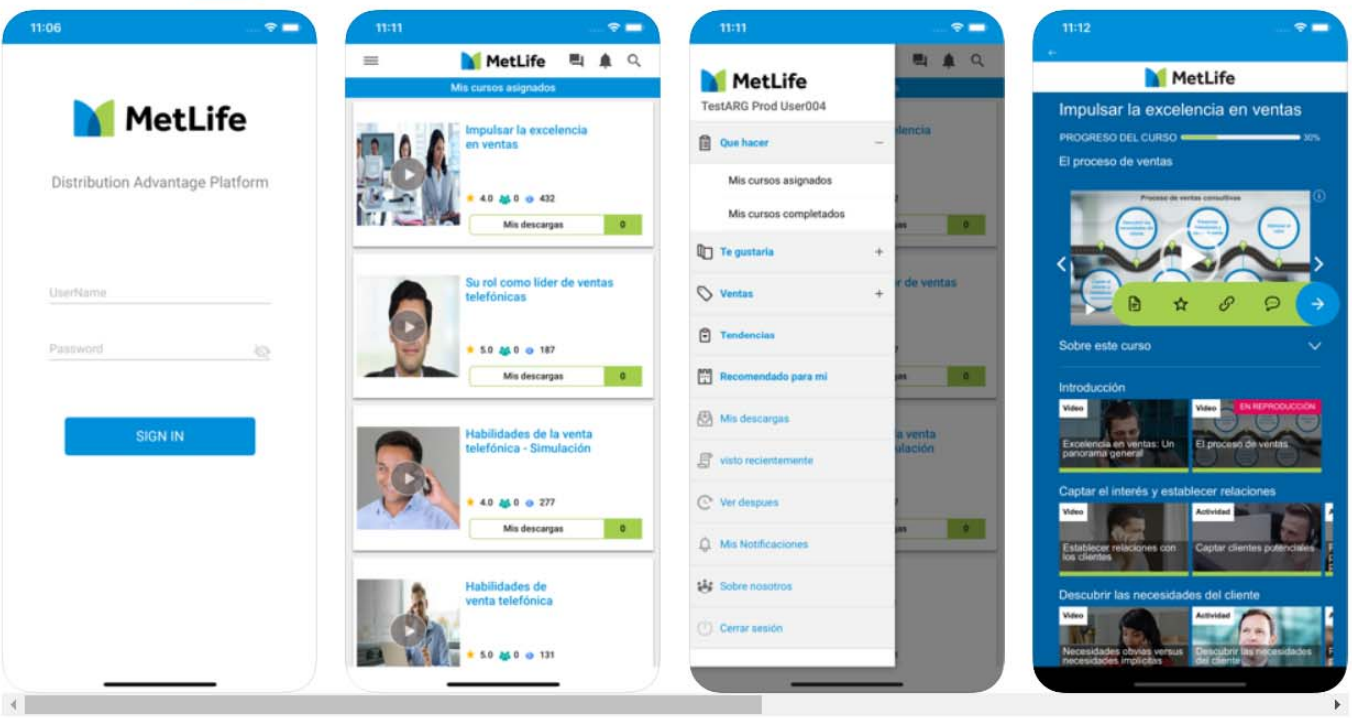 11:06
MetLife
Distribution Advantage Platform
UserName
Password
SIGN IN
11:11
MetLife
Mis cursos asignados
Impulsar la excelencia
en ventas
4.0 0 432
Mis descargas 0
Su rol como líder de ventas
telefónicas
5.0 0 187
Mis descargas 0
Habilidades de la venta
telefónica - Simulación
4.0 0 277
Mis descargas 0
Habilidades de
venta telefónica
5.0 0 131
11:11
MetLife
TestARG Prod User004
Que hacer −
Mis cursos asignados
Mis cursos completados
Te gustaria +
Ventas +
Tendencias
Recomendado para mi
Mis descargas
visto recientemente
Ver despues
Mis Notificaciones
Sobre nosotros
Cerrar sesión
11:12
MetLife
Impulsar la excelencia en ventas
PROGRESO DEL CURSO 30%
El proceso de ventas
Proceso de ventas consultivas
Sobre este curso
Introducción
Video
Excelencia en ventas: Un
panorama general
Video EN REPRODUCCIÓN
El proceso de ventas
Captar el interés y establecer relaciones
Video
Establecer relaciones con
los clientes
Actividad
Captar clientes potenciales
Descubrir las necesidades del cliente
Video
Necesidades obvias versus
necesidades implícitas
Actividad
Descubrir las necesidades
del cliente